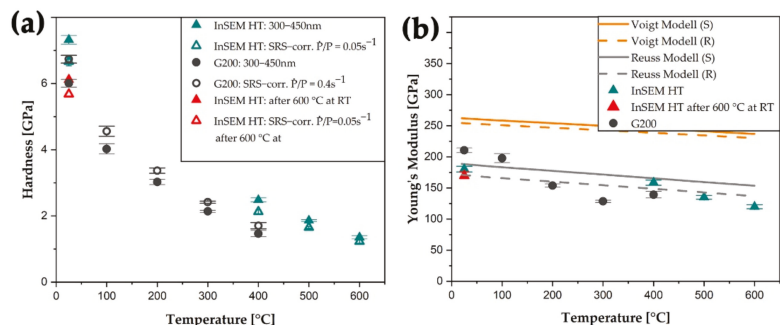 (a)
InSEM HT: 300–450nm
InSEM HT: SRS–corr. Ṗ/P = 0.05s⁻¹
G200: 300–450nm
G200: SRS–corr. Ṗ/P = 0.4s⁻¹
InSEM HT: after 600 °C at RT
InSEM HT: SRS–corr. Ṗ/P=0.05s⁻¹
after 600 °C at
Hardness [GPa]
8
6
4
2
0
0 100 200 300 400 500 600
Temperature [°C]
(b)
Voigt Modell (S)
Voigt Modell (R)
Reuss Modell (S)
Reuss Modell (R)
InSEM HT
InSEM HT after 600 °C at RT
G200
Young's Modulus [GPa]
400
350
300
250
200
150
100
75
50
0
0 100 200 300 400 500 600
Temperature [°C]